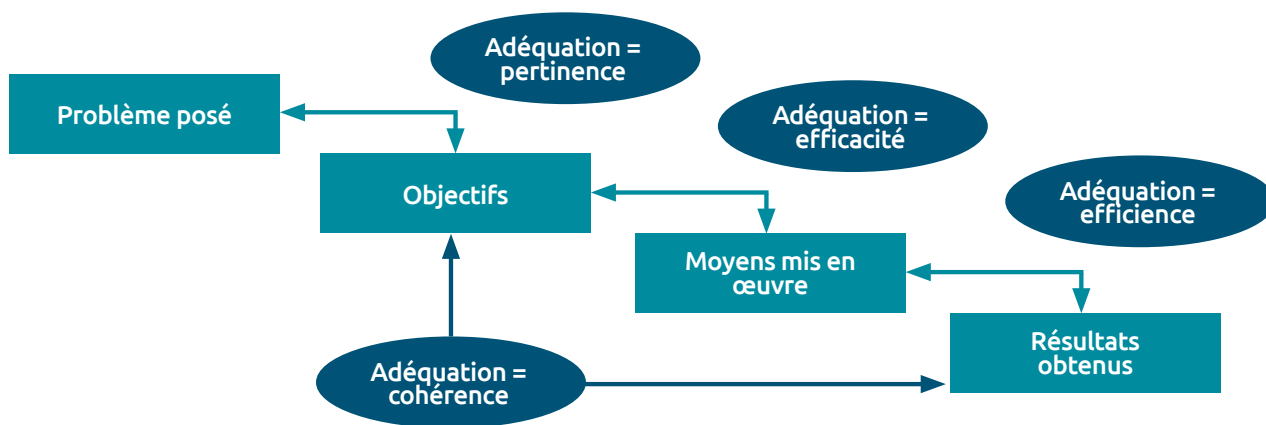 Adéquation =
pertinence
Problème posé
Adéquation =
efficacité
Objectifs
Adéquation =
efficience
Moyens mis en
œuvre
Résultats
obtenus
Adéquation =
cohérence